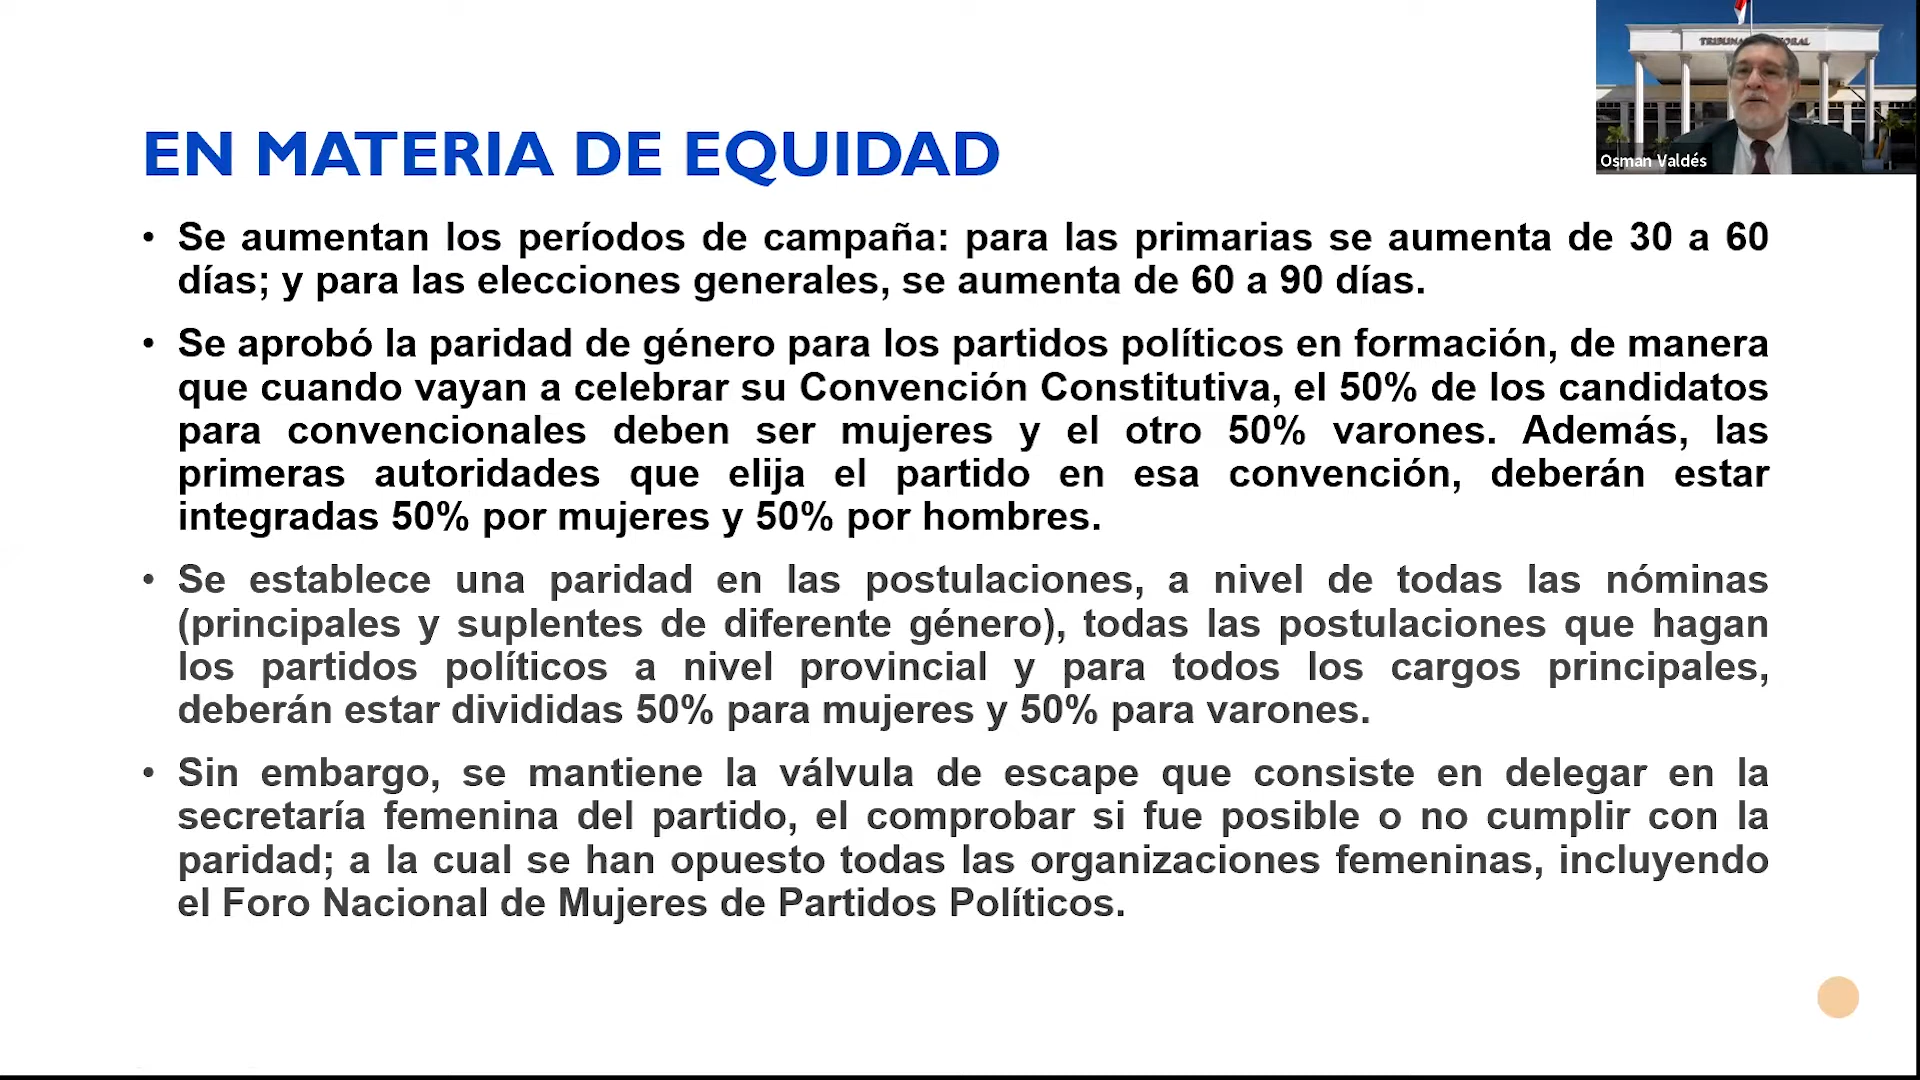 EN MATERIA DE EQUIDAD
• Se aumentan los períodos de campaña: para las primarias se aumenta de 30 a 60
días; y para las elecciones generales, se aumenta de 60 a 90 días.
• Se aprobó la paridad de género para los partidos políticos en formación, de manera
que cuando vayan a celebrar su Convención Constitutiva, el 50% de los candidatos
para convencionales deben ser mujeres y el otro 50% varones. Además, las
primeras autoridades que elija el partido en esa convención, deberán estar
integradas 50% por mujeres y 50% por hombres.
• Se establece una paridad en las postulaciones, a nivel de todas las nóminas
(principales y suplentes de diferente género), todas las postulaciones que hagan
los partidos políticos a nivel provincial y para todos los cargos principales,
deberán estar divididas 50% para mujeres y 50% para varones.
• Sin embargo, se mantiene la válvula de escape que consiste en delegar en la
secretaría femenina del partido, el comprobar si fue posible o no cumplir con la
paridad; a la cual se han opuesto todas las organizaciones femeninas, incluyendo
el Foro Nacional de Mujeres de Partidos Políticos.
Osman Valdés